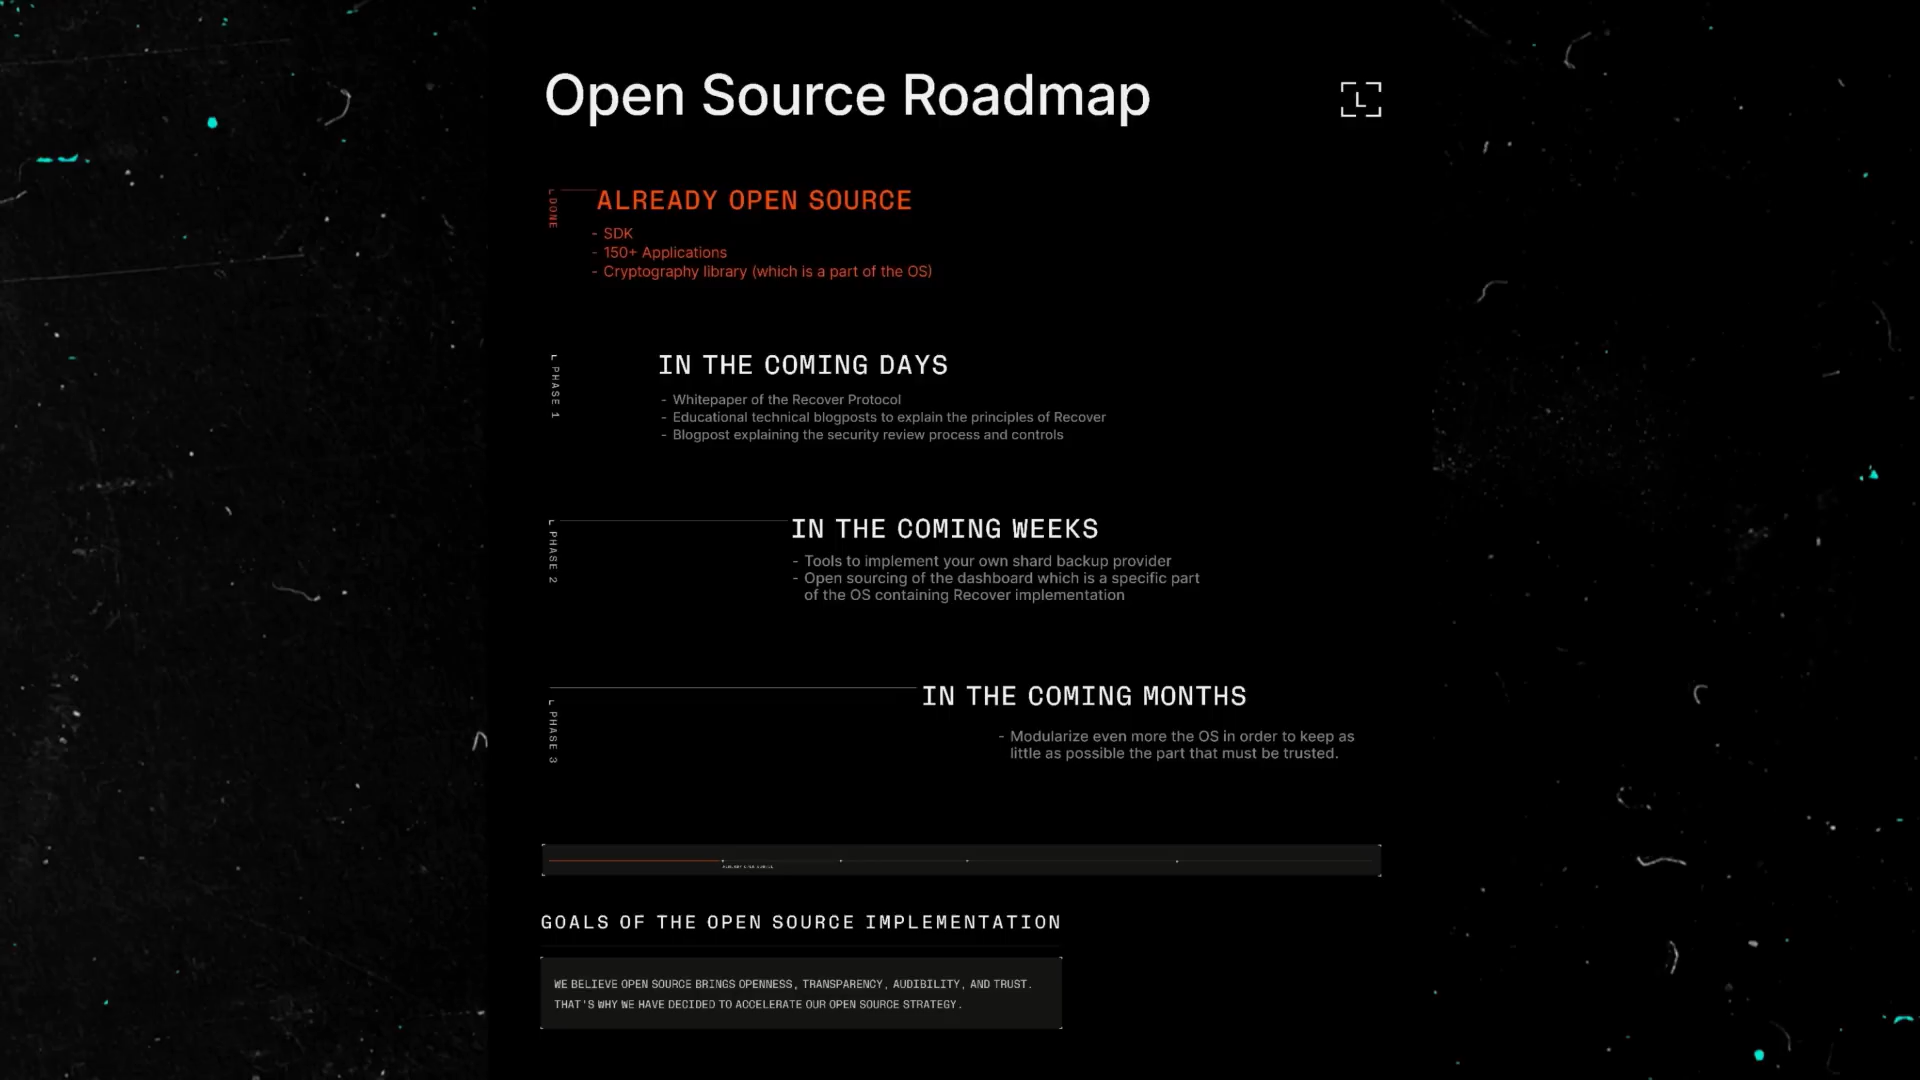 Open Source Roadmap
L
DONE
ALREADY OPEN SOURCE
- SDK
- 150+ Applications
- Cryptography library (which is a part of the OS)
PHASE 1
IN THE COMING DAYS
- Whitepaper of the Recover Protocol
- Educational technical blogposts to explain the principles of Recover
- Blogpost explaining the security review process and controls
PHASE 2
IN THE COMING WEEKS
- Tools to implement your own shard backup provider
- Open sourcing of the dashboard which is a specific part
of the OS containing Recover implementation
PHASE 3
IN THE COMING MONTHS
- Modularize even more the OS in order to keep as
little as possible the part that must be trusted.
GOALS OF THE OPEN SOURCE IMPLEMENTATION
WE BELIEVE OPEN SOURCE BRINGS OPENNESS, TRANSPARENCY, AUDIBILITY, AND TRUST.
THAT'S WHY WE HAVE DECIDED TO ACCELERATE OUR OPEN SOURCE STRATEGY.